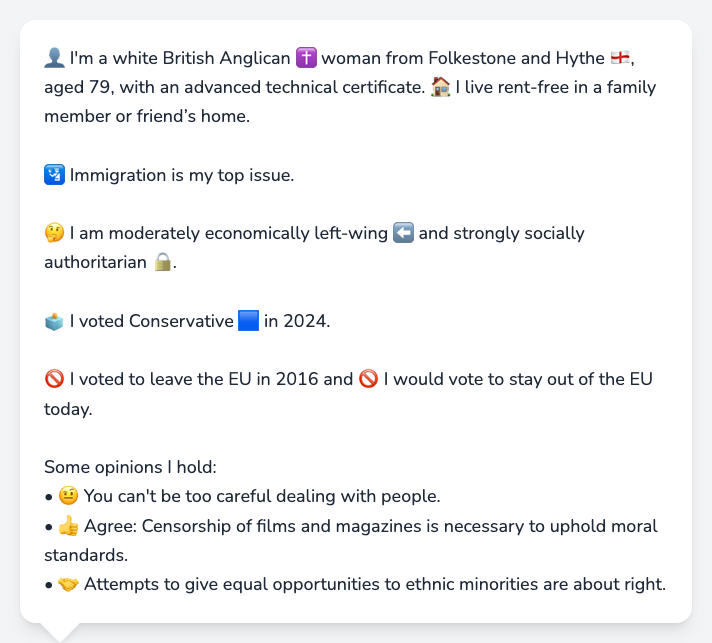 👤 I'm a white British Anglican ✝️ woman from Folkestone and Hythe 🏴󠁧󠁢󠁥󠁮󠁧󠁿,
aged 79, with an advanced technical certificate. 🏠 I live rent-free in a family
member or friend’s home.
🛂 Immigration is my top issue.
🤔 I am moderately economically left-wing ⬅️ and strongly socially
authoritarian 🔒.
🗳️ I voted Conservative 🟦 in 2024.
🚫 I voted to leave the EU in 2016 and 🚫 I would vote to stay out of the EU
today.
Some opinions I hold:
• 🤨 You can't be too careful dealing with people.
• 👍 Agree: Censorship of films and magazines is necessary to uphold moral
standards.
• 🤝 Attempts to give equal opportunities to ethnic minorities are about right.